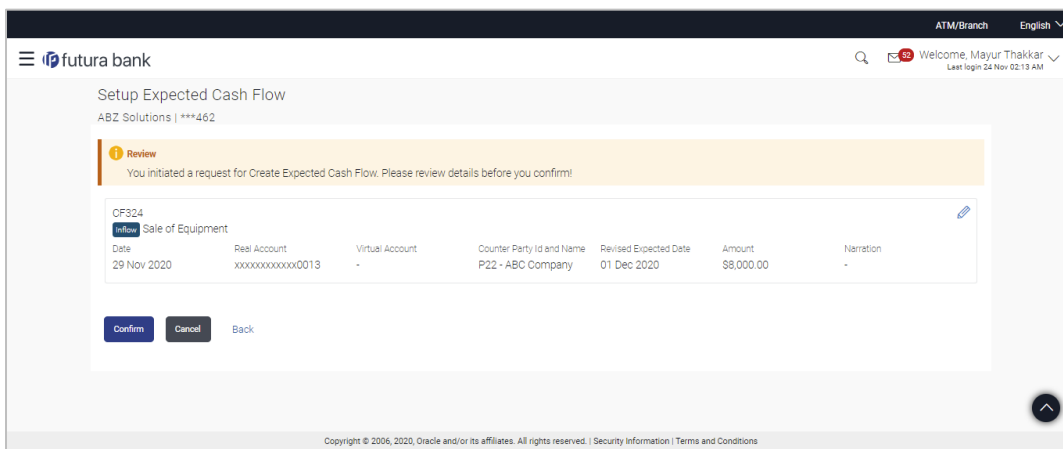 ATM/Branch English
futura bank
52 Welcome, Mayur Thakkar
Last login 24 Nov 02:13 AM
Setup Expected Cash Flow
ABZ Solutions | ***462
Review
You initiated a request for Create Expected Cash Flow. Please review details before you confirm!
CF324
Inflow Sale of Equipment
Date Real Account Virtual Account Counter Party Id and Name Revised Expected Date Amount Narration
29 Nov 2020 xxxxxxxxxxxx0013 - P22 - ABC Company 01 Dec 2020 $8,000.00 -
Confirm Cancel Back
Copyright © 2006, 2020, Oracle and/or its affiliates. All rights reserved. | Security Information | Terms and Conditions